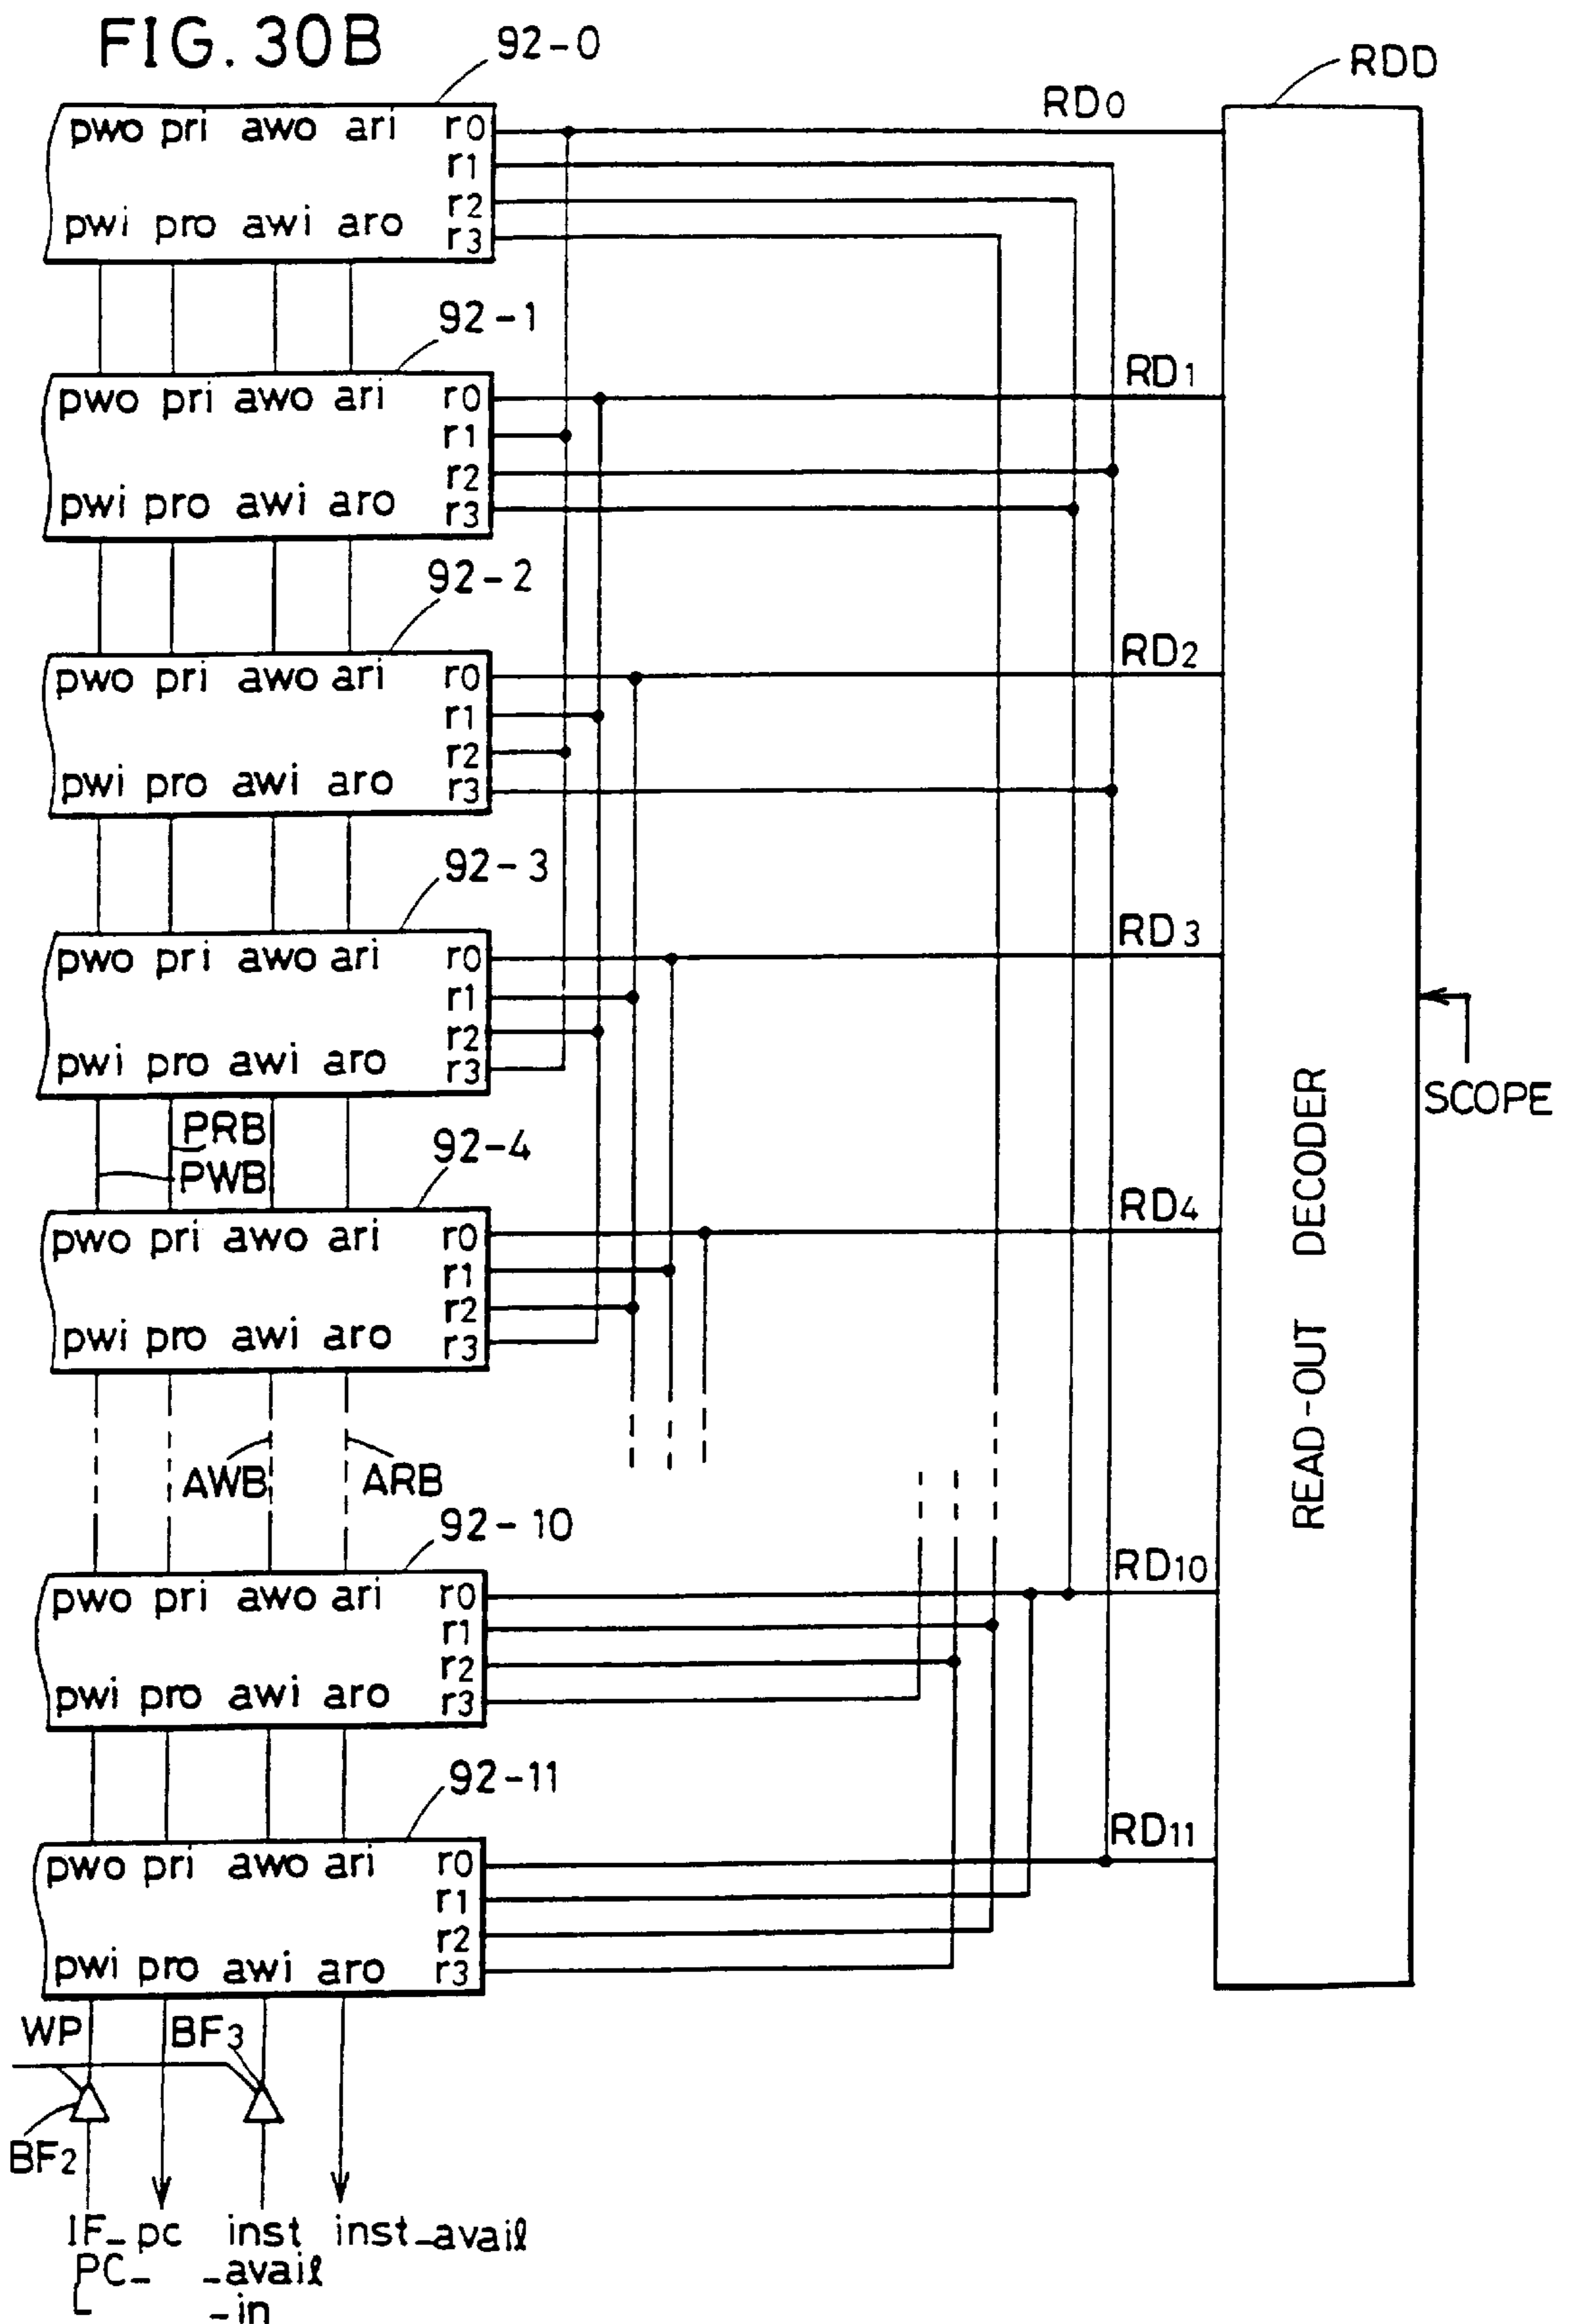 FIG. 30B
92-0
RDD
RD0
pwo pri awo ari r0
r1
r2
pwi pro awi aro r3
92-1
RD1
pwo pri awo ari r0
r1
r2
pwi pro awi aro r3
92-2
RD2
pwo pri awo ari r0
r1
r2
pwi pro awi aro r3
92-3
RD3
pwo pri awo ari r0
r1
r2
pwi pro awi aro r3
SCOPE
READ-OUT DECODER
PRB
PWB
92-4
RD4
pwo pri awo ari r0
r1
r2
pwi pro awi aro r3
AWB ARB
92-10
RD10
pwo pri awo ari r0
r1
r2
pwi pro awi aro r3
92-11
RD11
pwo pri awo ari r0
r1
r2
pwi pro awi aro r3
WP BF3
BF2
IF_pc inst inst_avail
PC_ _avail
_in